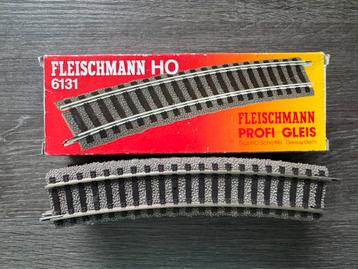 FLEISCHMANN HO
6131
FLEISCHMANN
PROFI GLEIS